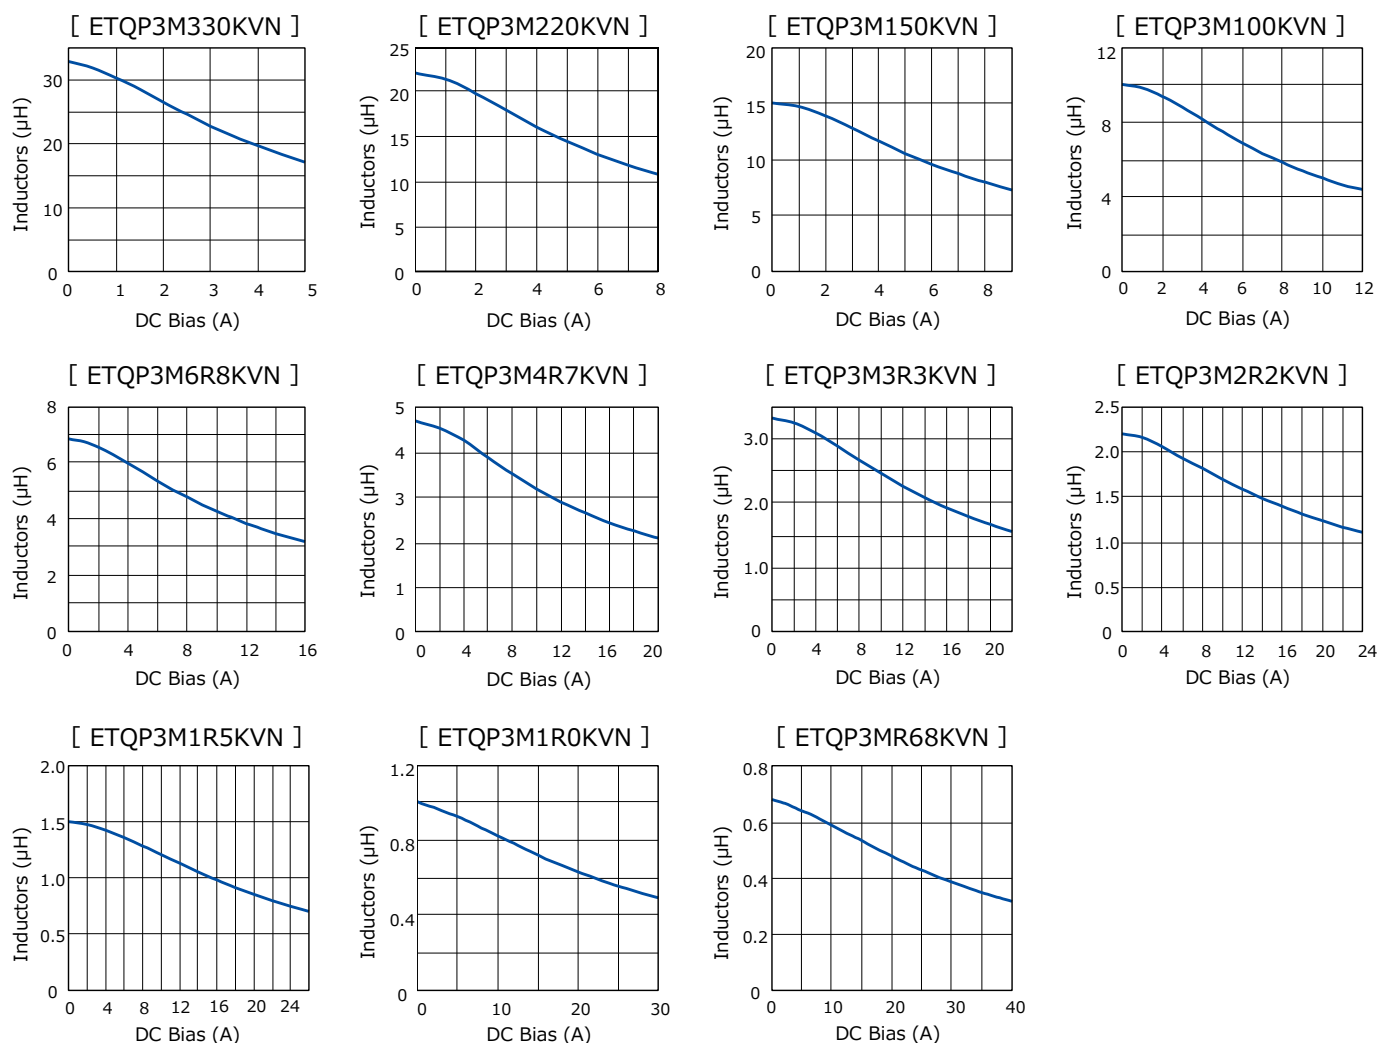 [ ETQP3M330KVN ]
Inductors (μH)
30
20
10
0
0 1 2 3 4 5
DC Bias (A)
[ ETQP3M220KVN ]
Inductors (μH)
25
20
15
10
5
0
0 2 4 6 8
DC Bias (A)
[ ETQP3M150KVN ]
Inductors (μH)
20
15
10
5
0
0 2 4 6 8
DC Bias (A)
[ ETQP3M100KVN ]
Inductors (μH)
12
8
4
0
0 2 4 6 8 10 12
DC Bias (A)
[ ETQP3M6R8KVN ]
Inductors (μH)
8
6
4
2
0
0 4 8 12 16
DC Bias (A)
[ ETQP3M4R7KVN ]
Inductors (μH)
5
4
3
2
1
0
0 4 8 12 16 20
DC Bias (A)
[ ETQP3M3R3KVN ]
Inductors (μH)
3.0
2.0
1.0
0
0 4 8 12 16 20
DC Bias (A)
[ ETQP3M2R2KVN ]
Inductors (μH)
2.5
2.0
1.5
1.0
0.5
0
0 4 8 12 16 20 24
DC Bias (A)
[ ETQP3M1R5KVN ]
Inductors (μH)
2.0
1.5
1.0
0.5
0
0 4 8 12 16 20 24
DC Bias (A)
[ ETQP3M1R0KVN ]
Inductors (μH)
1.2
0.8
0.4
0
0 10 20 30
DC Bias (A)
[ ETQP3MR68KVN ]
Inductors (μH)
0.8
0.6
0.4
0.2
0
0 10 20 30 40
DC Bias (A)